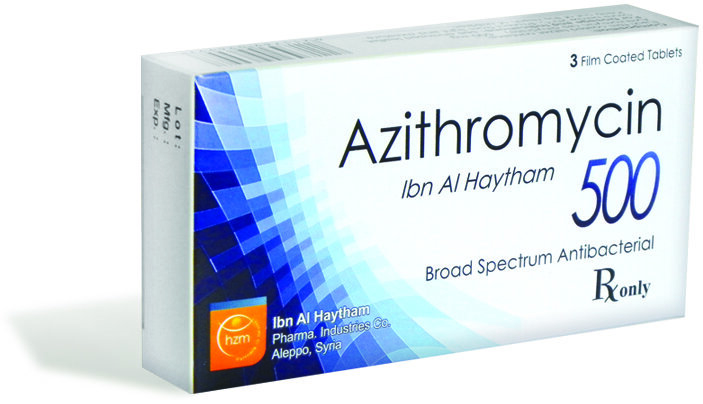 3 Film Coated Tablets
Azithromycin
Ibn Al Haytham
500
Broad Spectrum Antibacterial
Rx only
hzm
Ibn Al Haytham
Pharma. Industries Co.
Aleppo, Syria
Lot :
Mfg. :
Exp. :